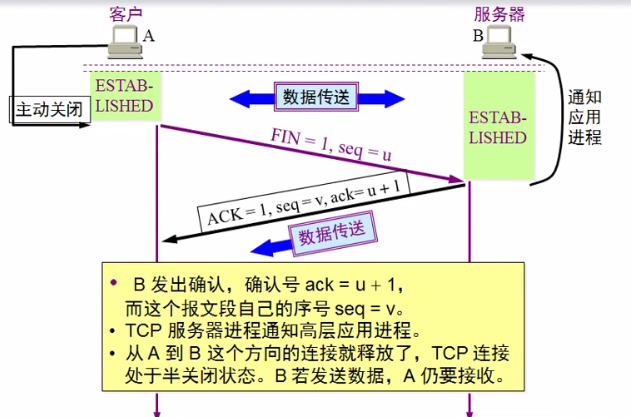 客户
服务器
A
B
ESTAB-
LISHED
数据传送
ESTAB-
LISHED
通知
应用
进程
主动关闭
FIN = 1, seq = u
ACK = 1, seq = v, ack= u + 1
数据传送
• B 发出确认，确认号 ack = u + 1，
而这个报文段自己的序号 seq = v。
• TCP 服务器进程通知高层应用进程。
• 从 A 到 B 这个方向的连接就释放了，TCP 连接
处于半关闭状态。B 若发送数据，A 仍要接收。